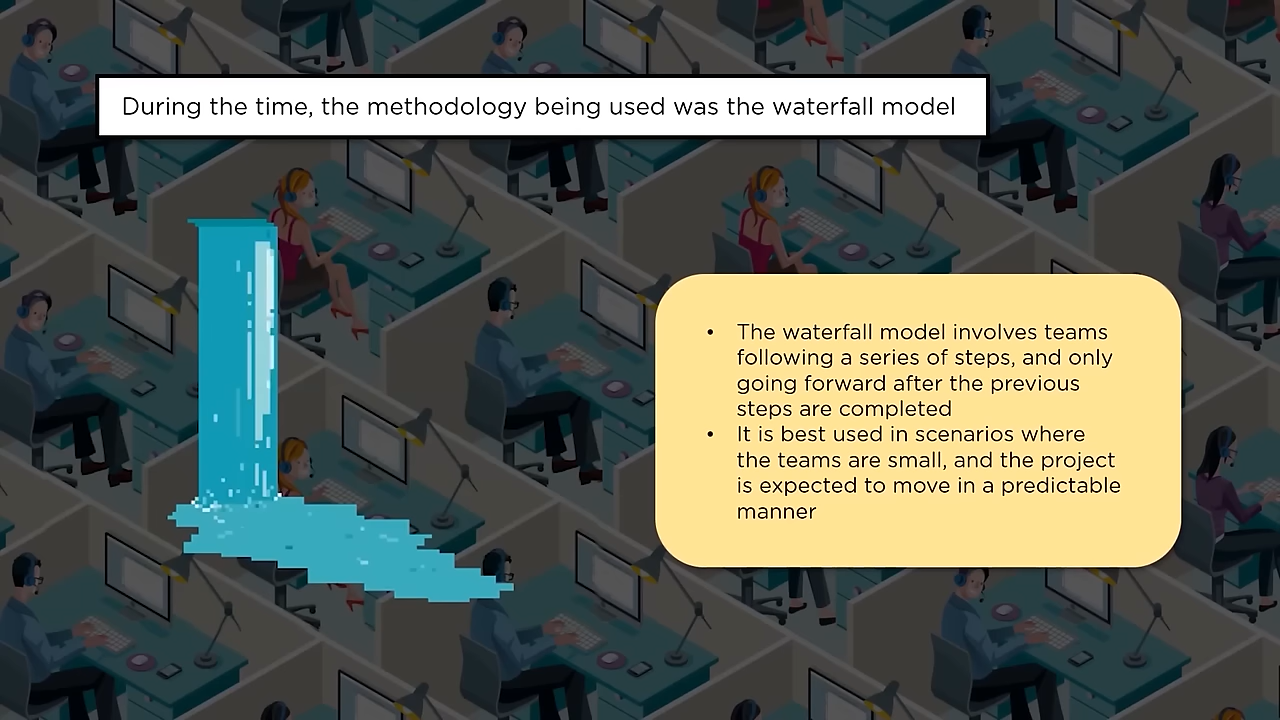 During the time, the methodology being used was the waterfall model
• The waterfall model involves teams
following a series of steps, and only
going forward after the previous
steps are completed
• It is best used in scenarios where
the teams are small, and the project
is expected to move in a predictable
manner